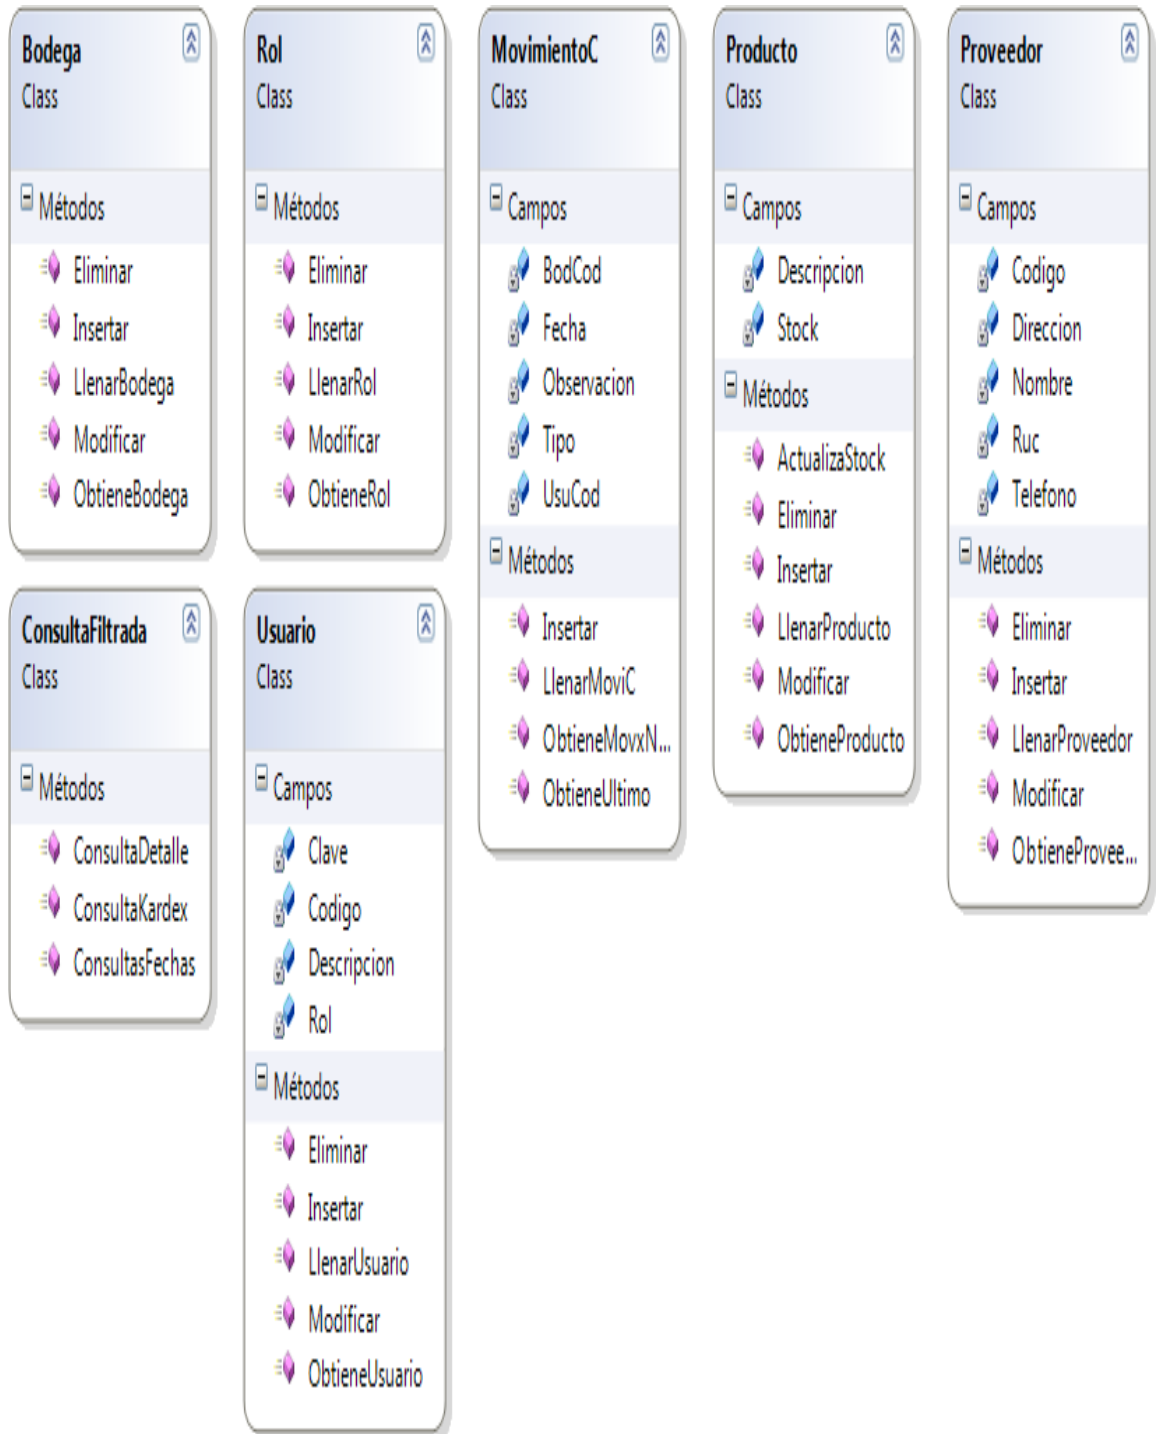 Bodega
Class
Métodos
Eliminar
Insertar
LlenarBodega
Modificar
ObtieneBodega
Rol
Class
Métodos
Eliminar
Insertar
LlenarRol
Modificar
ObtieneRol
MovimientoC
Class
Campos
BodCod
Fecha
Observacion
Tipo
UsuCod
Métodos
Insertar
LlenarMoviC
ObtieneMovxN...
ObtieneUltimo
Producto
Class
Campos
Descripcion
Stock
Métodos
ActualizaStock
Eliminar
Insertar
LlenarProducto
Modificar
ObtieneProducto
Proveedor
Class
Campos
Codigo
Direccion
Nombre
Ruc
Telefono
Métodos
Eliminar
Insertar
LlenarProveedor
Modificar
ObtieneProvee...
ConsultaFiltrada
Class
Métodos
ConsultaDetalle
ConsultaKardex
ConsultasFechas
Usuario
Class
Campos
Clave
Codigo
Descripcion
Rol
Métodos
Eliminar
Insertar
LlenarUsuario
Modificar
ObtieneUsuario